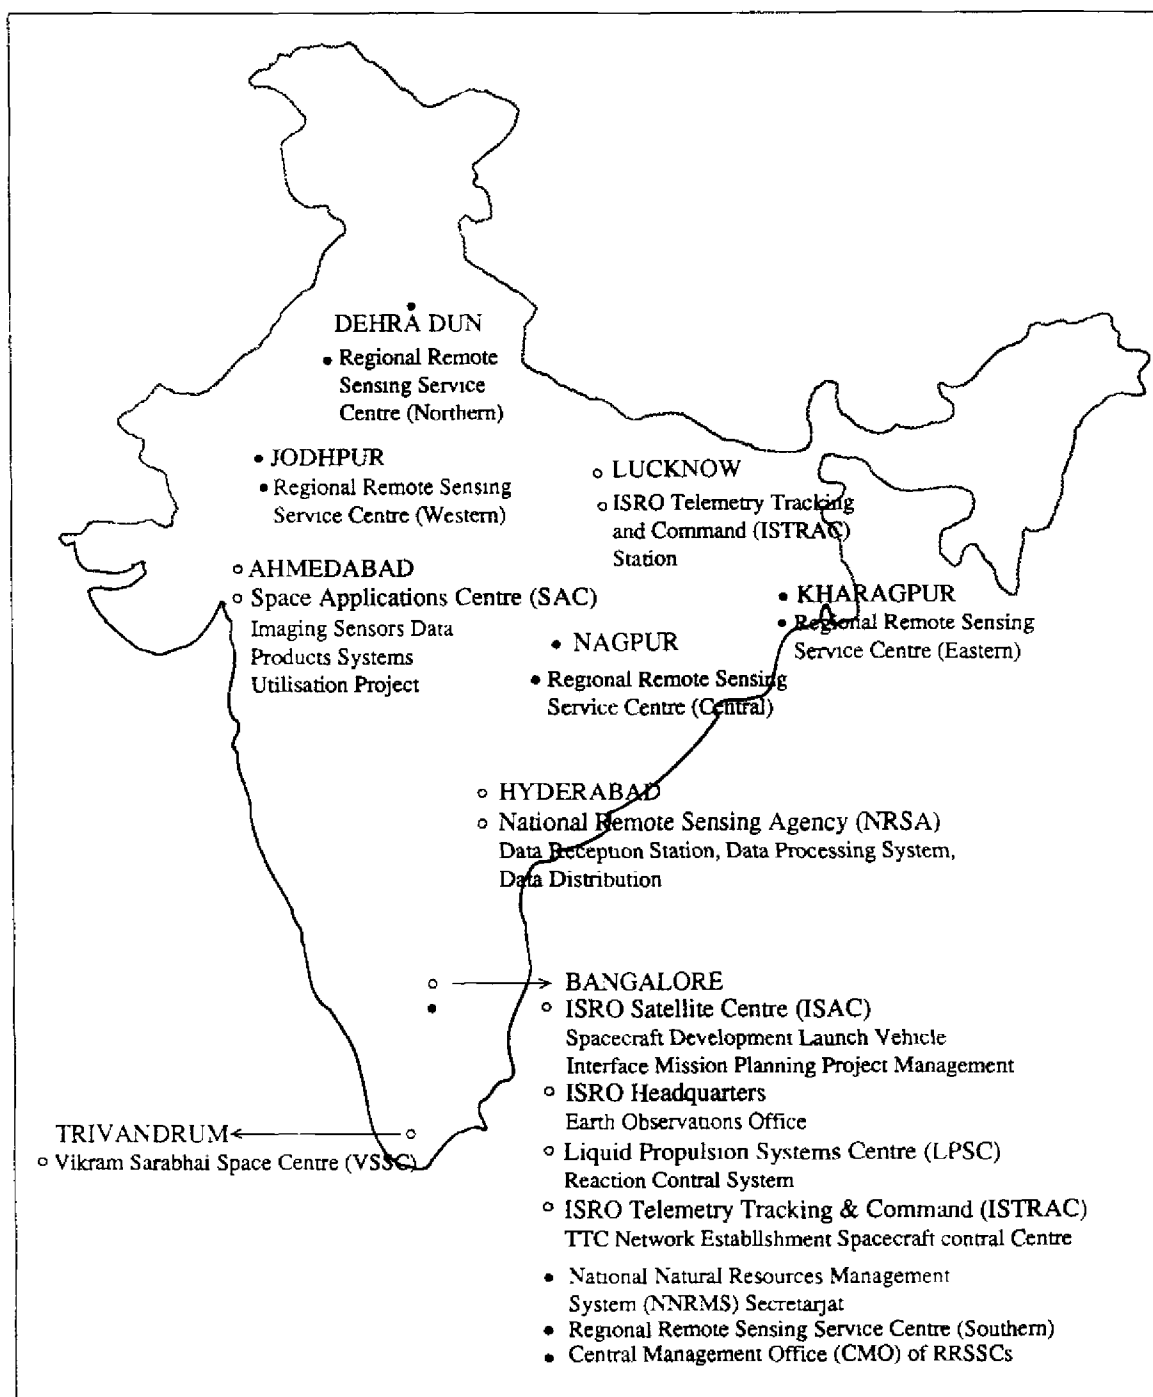 DEHRA DUN
• Regional Remote
Sensing Service
Centre (Northern)
• JODHPUR
• Regional Remote Sensing
Service Centre (Western)
○ LUCKNOW
○ ISRO Telemetry Tracking
and Command (ISTRAC)
Station
○ AHMEDABAD
○ Space Applications Centre (SAC)
Imaging Sensors Data
Products Systems
Utilisation Project
• KHARAGPUR
• Regional Remote Sensing
Service Centre (Eastern)
• NAGPUR
• Regional Remote Sensing
Service Centre (Central)
○ HYDERABAD
○ National Remote Sensing Agency (NRSA)
Data Reception Station, Data Processing System,
Data Distribution
BANGALORE
○ ISRO Satellite Centre (ISAC)
Spacecraft Development Launch Vehicle
Interface Mission Planning Project Management
○ ISRO Headquarters
Earth Observations Office
○ Liquid Propulsion Systems Centre (LPSC)
Reaction Contral System
○ ISRO Telemetry Tracking & Command (ISTRAC)
TTC Network Establishment Spacecraft contral Centre
• National Natural Resources Management
System (NNRMS) Secretarjat
• Regional Remote Sensing Service Centre (Southern)
• Central Management Office (CMO) of RRSSCs
TRIVANDRUM
○ Vikram Sarabhai Space Centre (VSSC)